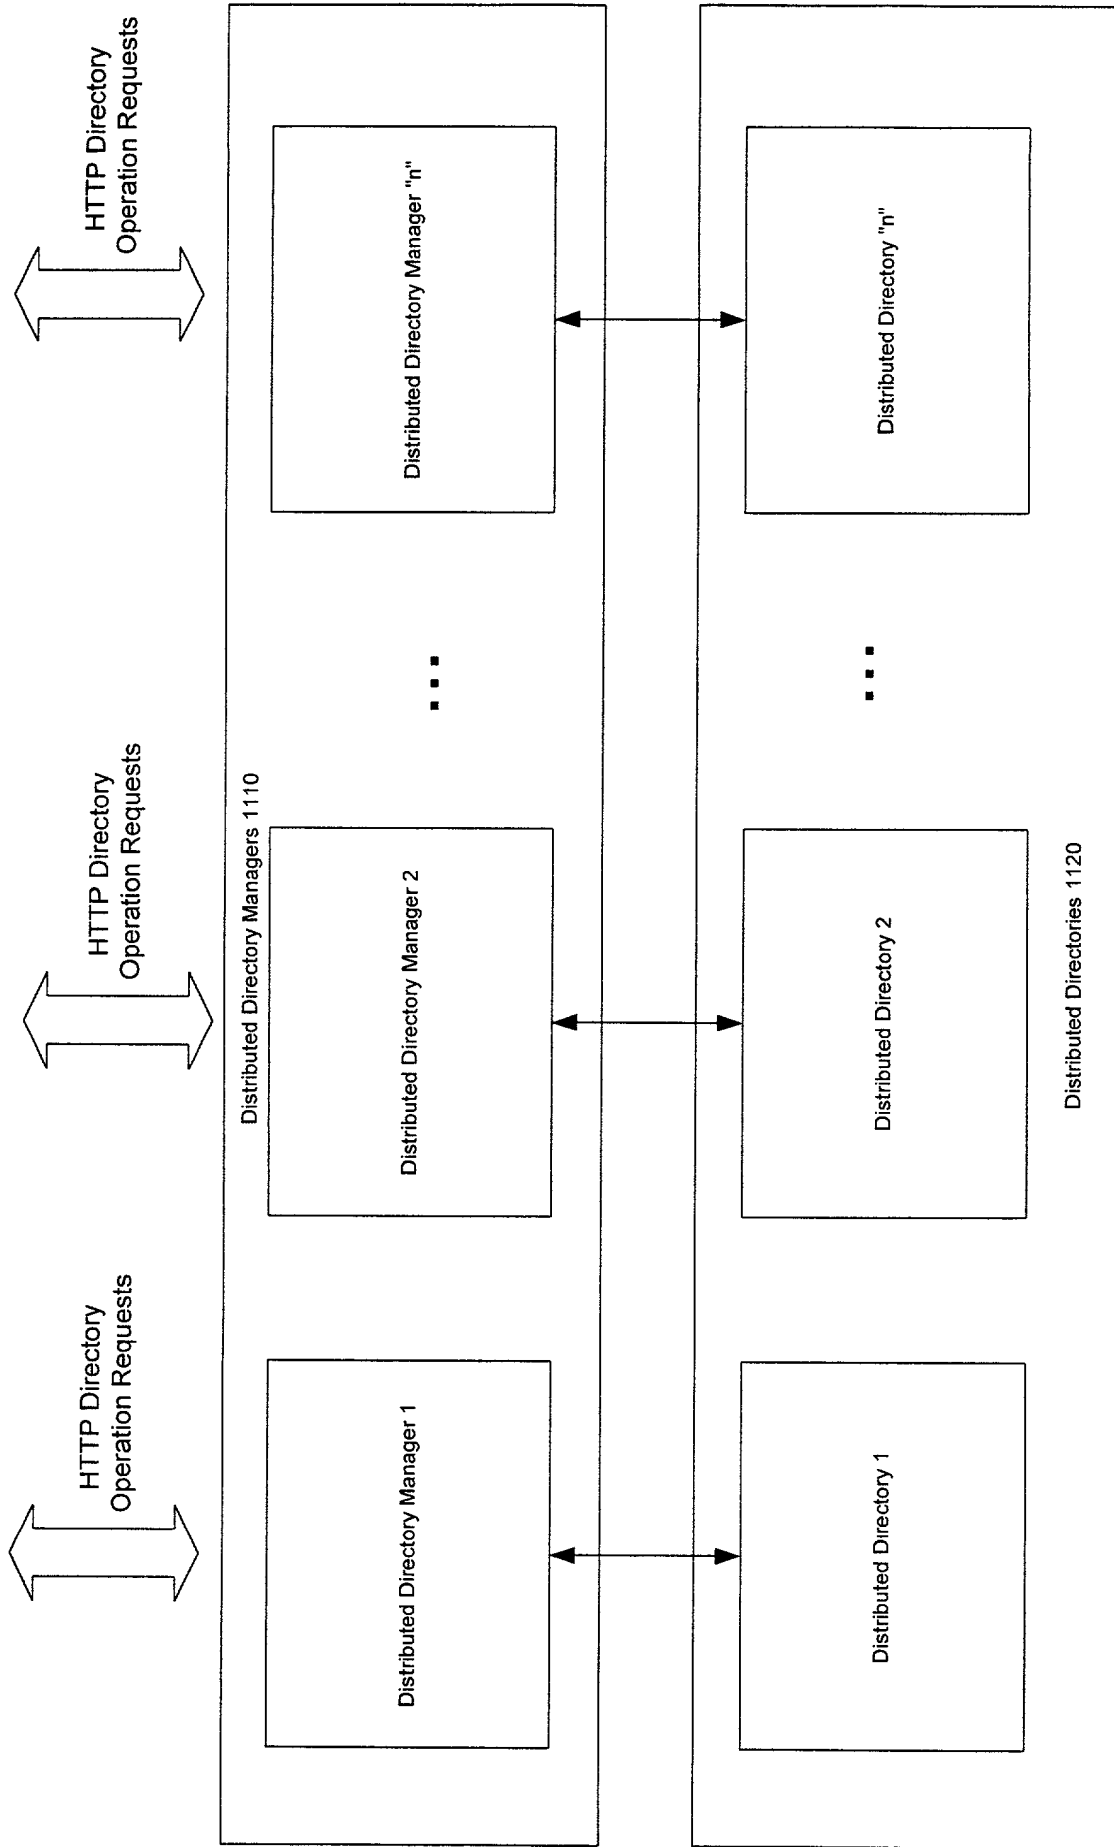 HTTP Directory
Operation Requests
HTTP Directory
Operation Requests
HTTP Directory
Operation Requests
Distributed Directory Managers 1110
Distributed Directory Manager 1
Distributed Directory Manager 2
...
Distributed Directory Manager "n"
Distributed Directory 1
Distributed Directory 2
...
Distributed Directory "n"
Distributed Directories 1120